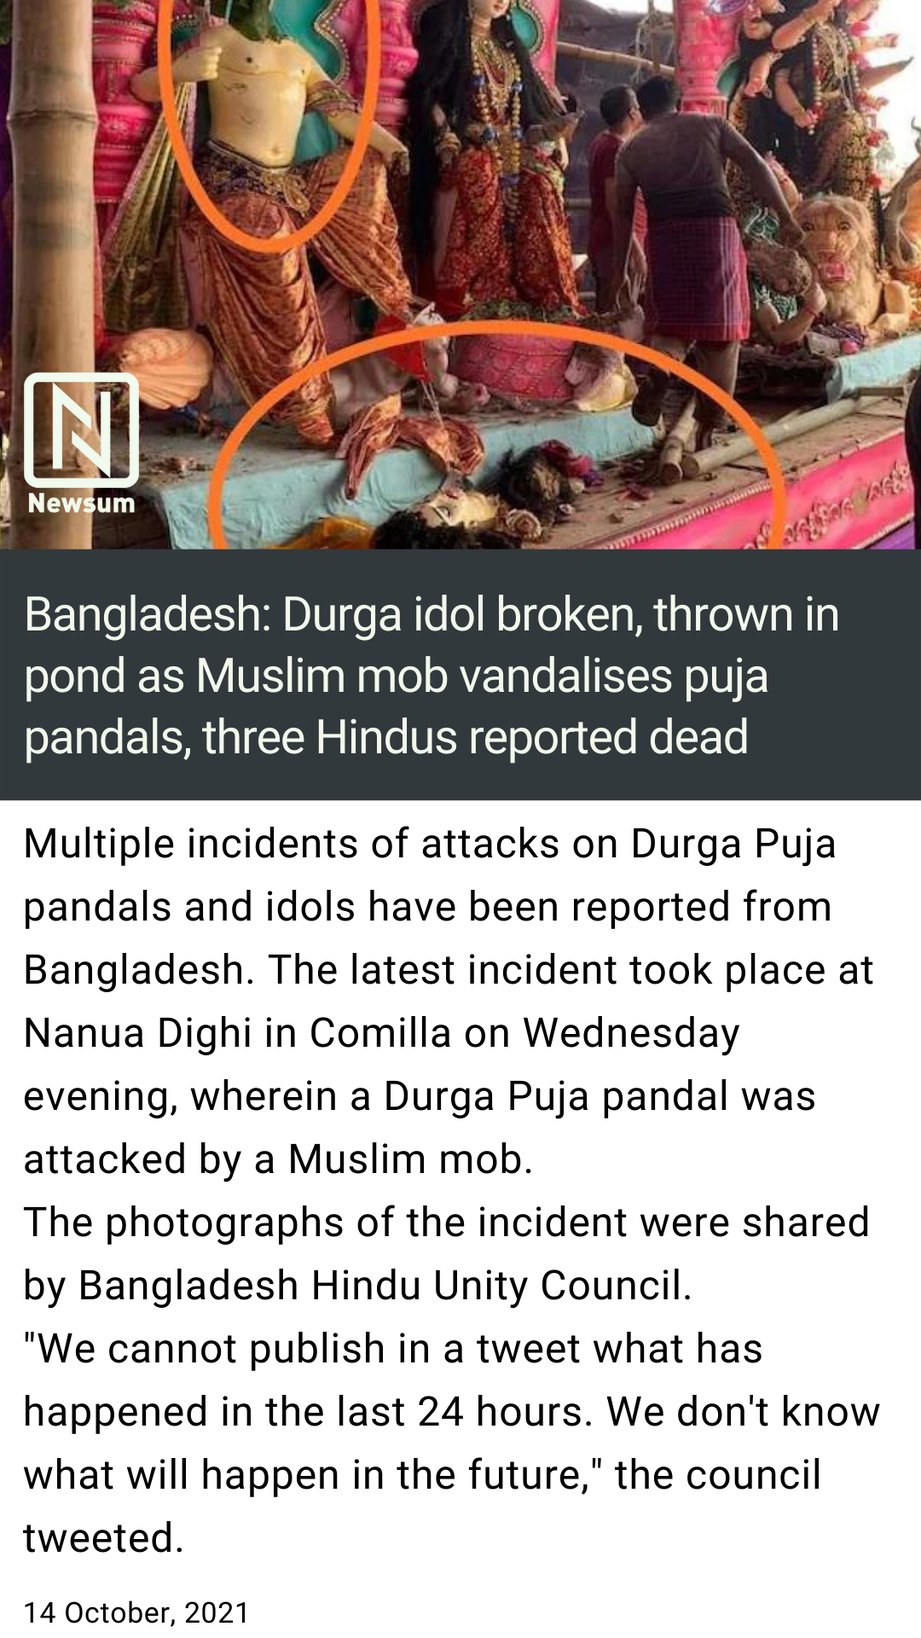 Newsum
Bangladesh: Durga idol broken, thrown in
pond as Muslim mob vandalises puja
pandals, three Hindus reported dead
Multiple incidents of attacks on Durga Puja
pandals and idols have been reported from
Bangladesh. The latest incident took place at
Nanua Dighi in Comilla on Wednesday
evening, wherein a Durga Puja pandal was
attacked by a Muslim mob.
The photographs of the incident were shared
by Bangladesh Hindu Unity Council.
"We cannot publish in a tweet what has
happened in the last 24 hours. We don't know
what will happen in the future," the council
tweeted.
14 October, 2021